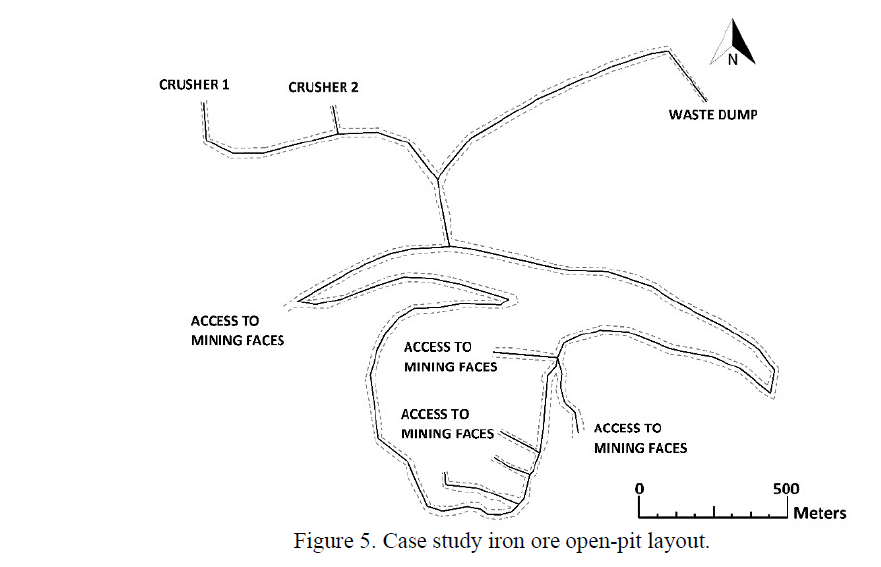 N
CRUSHER 1
CRUSHER 2
WASTE DUMP
ACCESS TO
MINING FACES
ACCESS TO
MINING FACES
ACCESS TO
MINING FACES
ACCESS TO
MINING FACES
0 500
Meters
Figure 5. Case study iron ore open-pit layout.